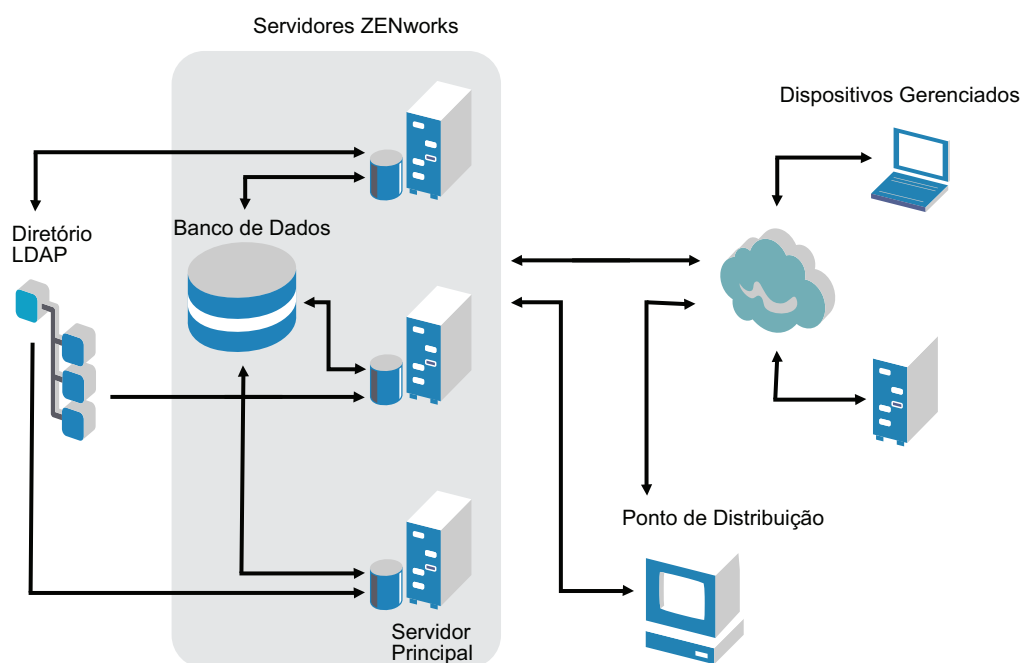 Servidores ZENworks
Dispositivos Gerenciados
Diretório
LDAP
Banco de Dados
Ponto de Distribuição
Servidor
Principal